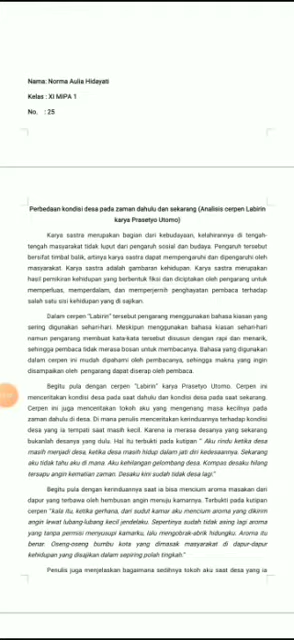 Nama: Norma Aulia Hidayati
Kelas : XI MIPA 1
No. : 25
Perbedaan kondisi desa pada zaman dahulu dan sekarang (Analisis cerpen Labirin
karya Prasetyo Utomo)
Karya sastra merupakan bagian dari kebudayaan, kelahirannya di tengah-
tengah masyarakat tidak luput dari pengaruh sosial dan budaya. Pengaruh tersebut
bersifat timbal balik, artinya karya sastra dapat mempengaruhi dan dipengaruhi oleh
masyarakat. Karya sastra adalah gambaran kehidupan. Karya sastra merupakan
hasil pemikiran kehidupan yang berbentuk fiksi dan diciptakan oleh pengarang untuk
memperluas, memperdalam, dan memperjernih penghayatan pembaca terhadap
salah satu sisi kehidupan yang di sajikan.
Dalam cerpen "Labirin" tersebut pengarang menggunakan bahasa kiasan yang
sering digunakan sehari-hari. Meskipun menggunakan bahasa kiasan sehari-hari
namun pengarang membuat kata-kata tersebut disusun dengan rapi dan menarik,
sehingga pembaca tidak merasa bosan untuk membacanya. Bahasa yang digunakan
dalam cerpen ini mudah dipahami oleh pembacanya, sehingga makna yang ingin
disampaikan oleh pengarang dapat diserap oleh pembaca.
Begitu pula dengan cerpen "Labirin" karya Prasetyo Utomo. Cerpen ini
menceritakan kondisi desa pada saat dahulu dan kondisi desa pada saat sekarang.
Cerpen ini juga menceritakan tokoh aku yang mengenang masa kecilnya pada
zaman dahulu di desa. Di mana penulis menceritakan kerinduannya terhadap kondisi
desa yang ia tempati saat masih kecil. Karena ia merasa desanya yang sekarang
bukanlah desanya yang dulu. Hal itu terbukti pada kutipan " Aku rindu ketika desa
masih menjadi desa, ketika desa masih hidup dalam jati diri kedesaannya. Sekarang
aku tidak tahu aku di mana. Aku kehilangan gelombang desa. Kompas desaku hilang
tersapu angin kematian zaman. Desaku kini sudah tidak desa lagi."
Begitu pula dengan kerinduannya saat ia bisa mencium aroma masakan dari
dapur yang terbawa oleh hembusan angin menuju kamarnya. Terbukti pada kutipan
cerpen "kala itu, ketika gerhana, dari sudut kamar aku mencium aroma yang dikirim
angin lewat lubang-lubang kecil jendelaku. Sepertinya sudah tidak asing lagi aroma
yang tanpa permisi menyusupi kamarku, lalu mengobrak-abrik hidungku. Aroma itu
benar. Oseng-oseng bumbu kota yang dimasak masyarakat di dapur-dapur
kehidupan yang disajikan dalam sepiring polah tingkah."
Penulis juga menjelaskan bagaimana sedihnya tokoh aku saat desa yang ia